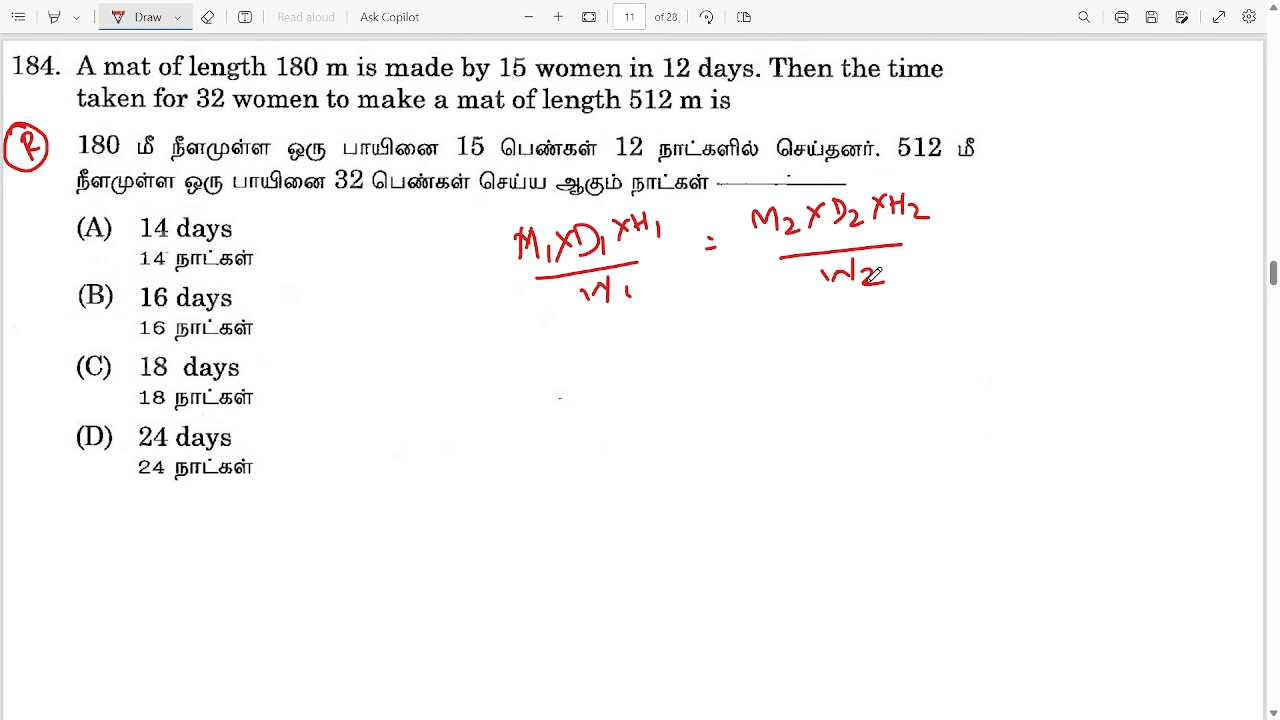 Draw
Read aloud
Ask Copilot
11 of 28
184. A mat of length 180 m is made by 15 women in 12 days. Then the time
taken for 32 women to make a mat of length 512 m is
R
180 மீ நீளமுள்ள ஒரு பாயினை 15 பெண்கள் 12 நாட்களில் செய்தனர். 512 மீ
நீளமுள்ள ஒரு பாயினை 32 பெண்கள் செய்ய ஆகும் நாட்கள்
(A) 14 days
14 நாட்கள்
(B) 16 days
16 நாட்கள்
(C) 18 days
18 நாட்கள்
(D) 24 days
24 நாட்கள்
M₁×D₁×H₁ = M₂×D₂×H₂
W₁ W₂